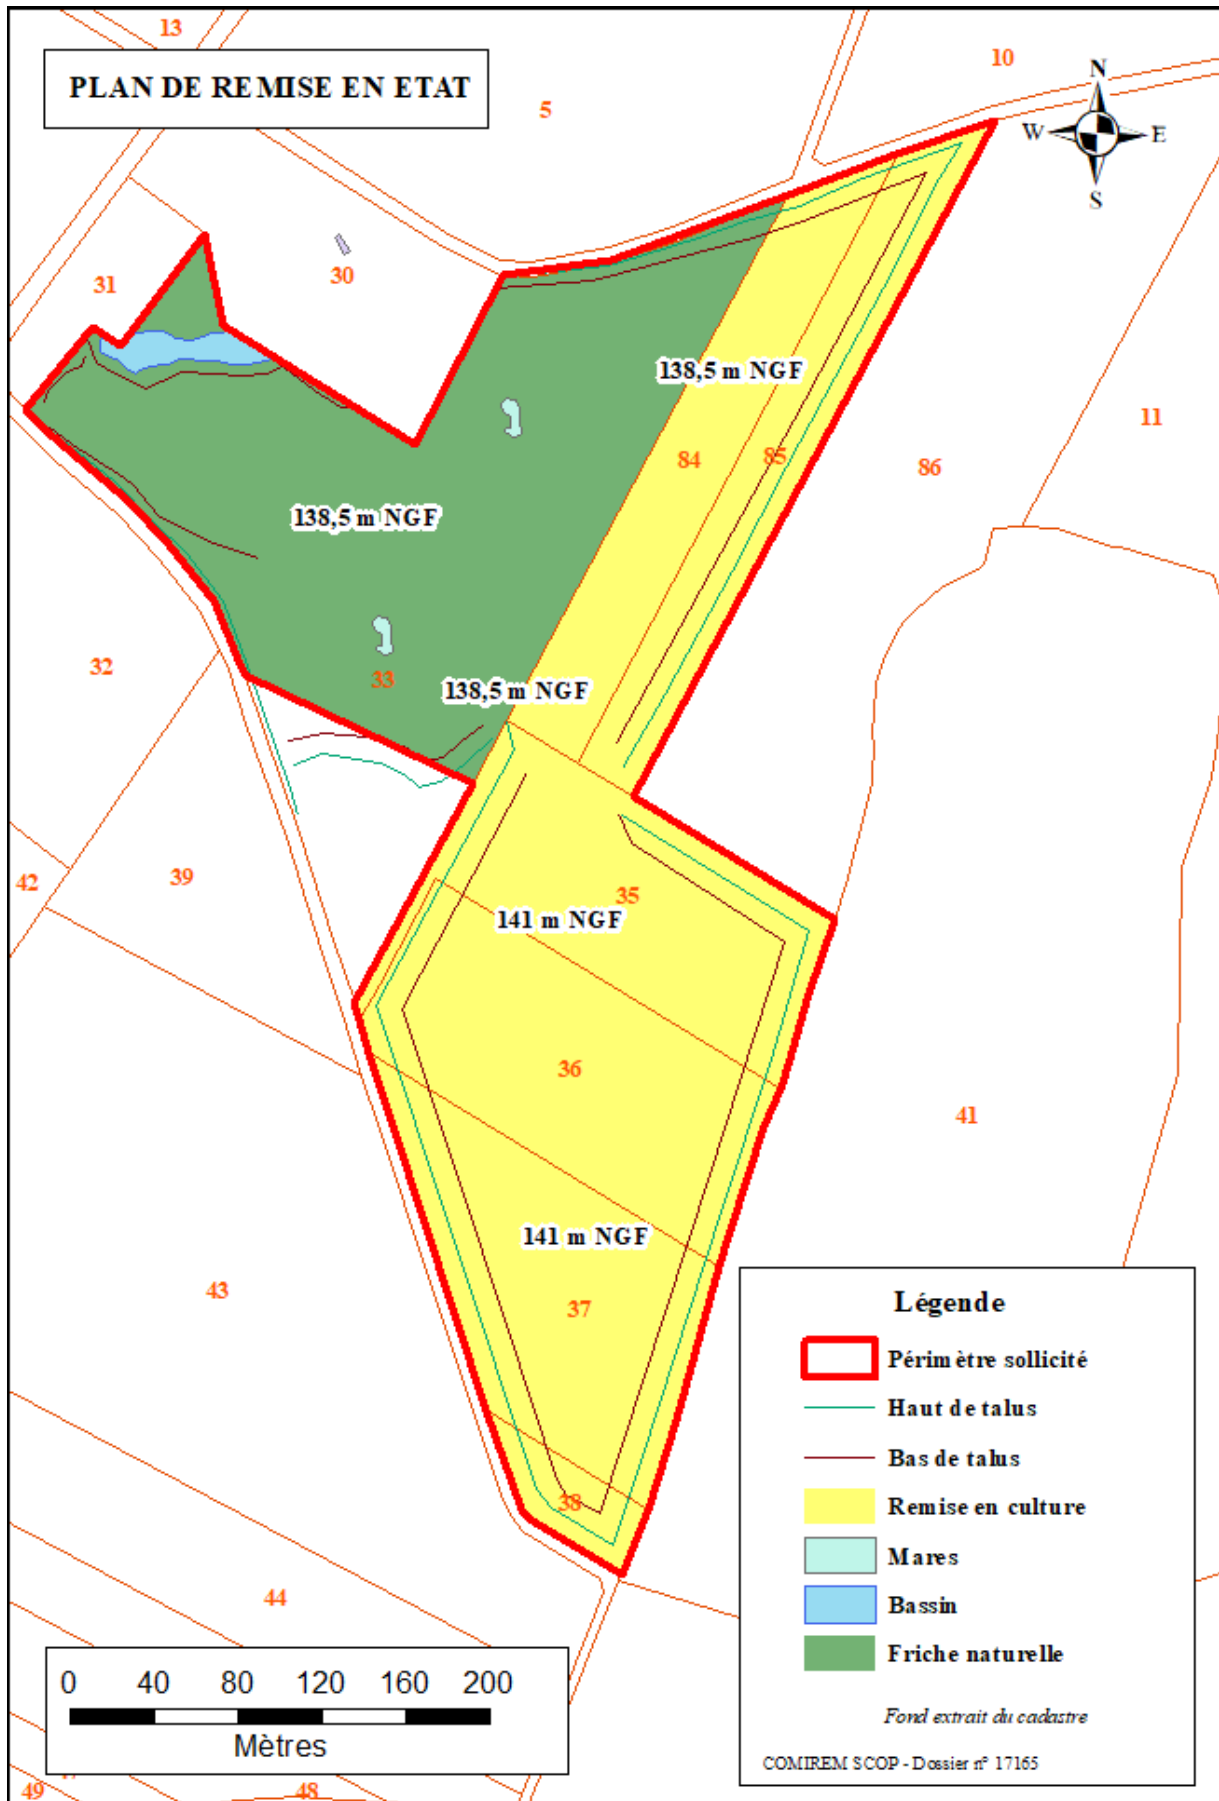 13
PLAN DE REMISE EN ETAT
5
10
N
W
E
S
31
30
138,5 m NGF
11
84
85
86
138,5 m NGF
32
33
138,5 m NGF
42
39
35
141 m NGF
36
41
141 m NGF
43
37
38
44
49
48
Légende
Périmètre sollicité
Haut de talus
Bas de talus
Remise en culture
Mares
Bassin
Friche naturelle
Fond extrait du cadastre
COMIREM SCOP - Dossier n° 17165
0 40 80 120 160 200
Mètres